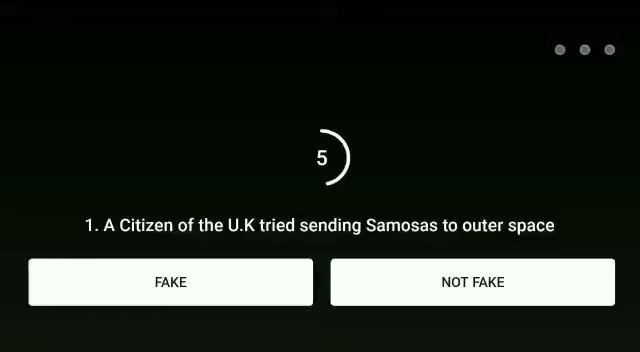 5
1. A Citizen of the U.K tried sending Samosas to outer space
FAKE
NOT FAKE